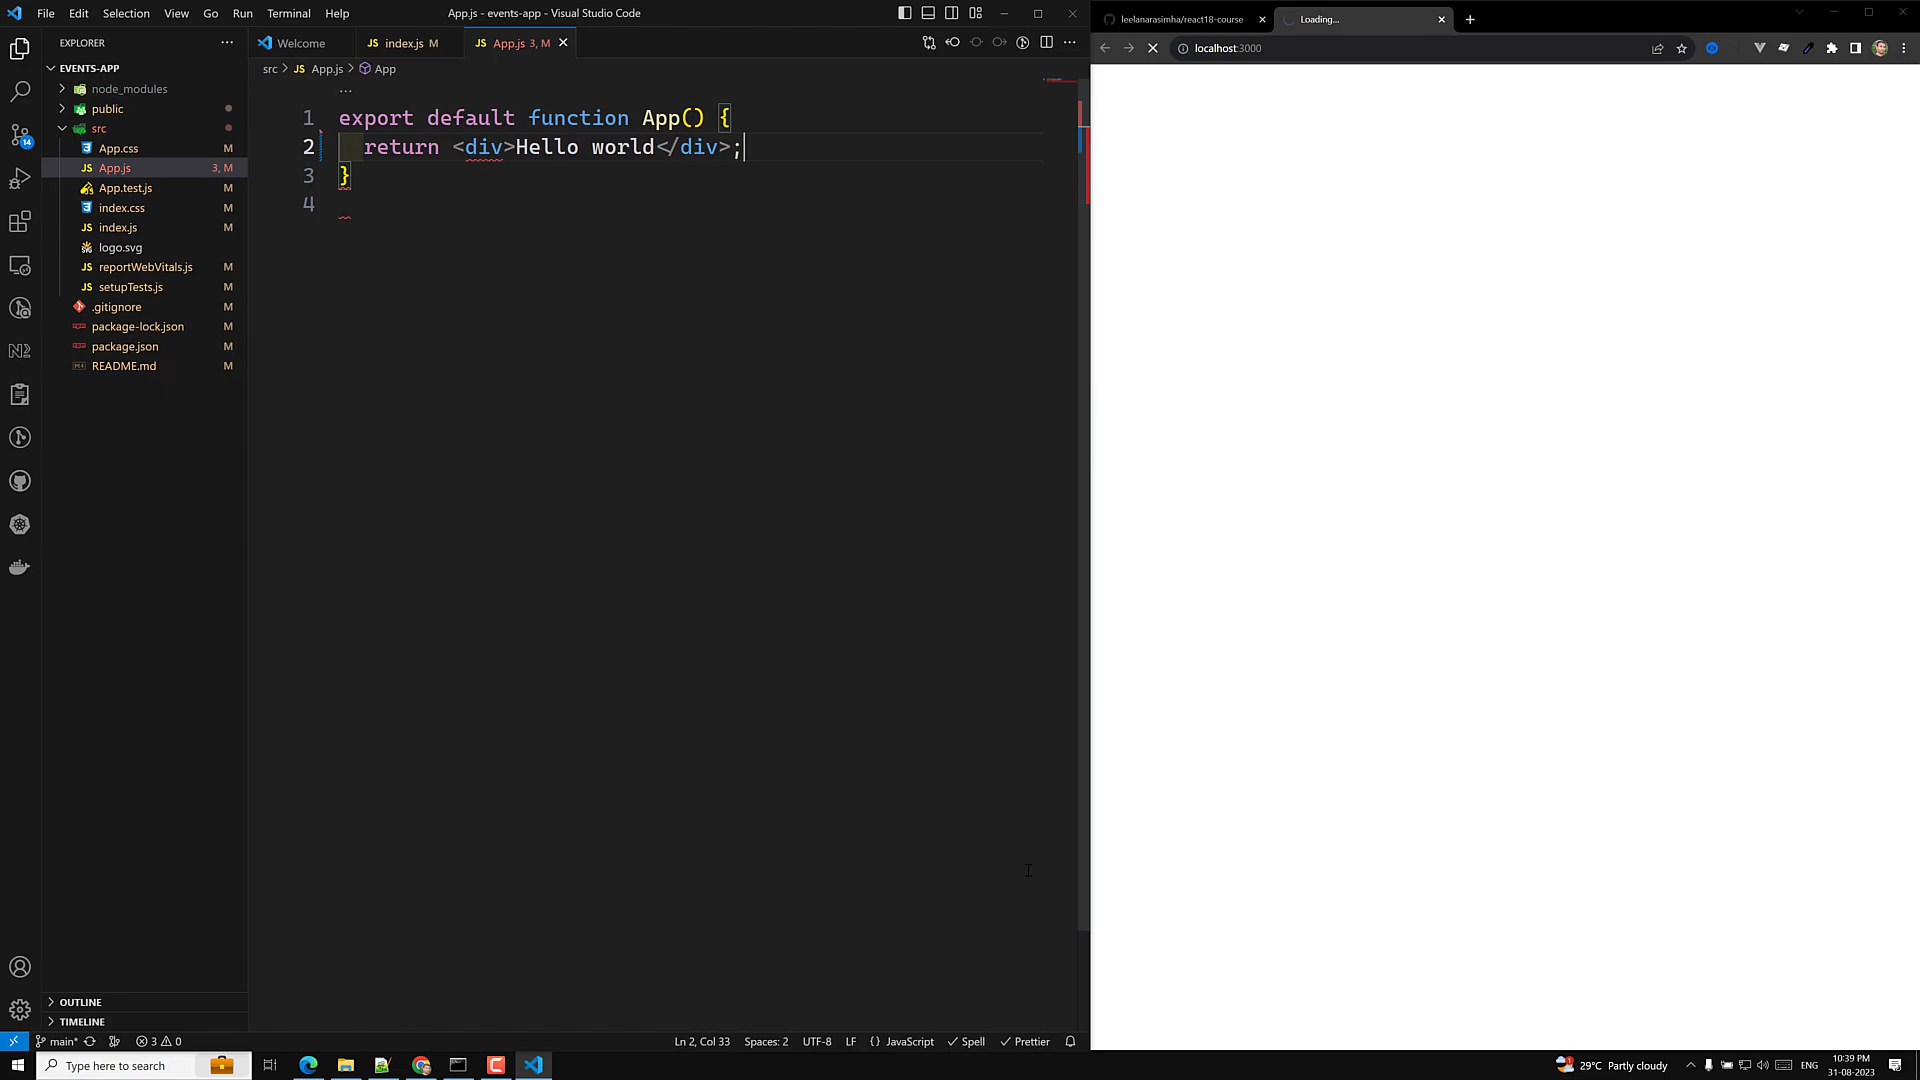 File Edit Selection View Go Run Terminal Help
App.js - events-app - Visual Studio Code
leelanarasimha/react18-course
Loading...
EXPLORER
Welcome
index.js M
App.js 3, M
localhost:3000
EVENTS-APP
src > JS App.js > App
node_modules
public
src
App.css M
App.js 3, M
App.test.js M
index.css M
index.js M
logo.svg
reportWebVitals.js M
setupTests.js M
.gitignore M
package-lock.json M
package.json M
README.md M
1 export default function App() {
2 return <div>Hello world</div>;
3 }
4
14
OUTLINE
TIMELINE
main* 3 0
Ln 2, Col 33 Spaces: 2 UTF-8 LF {} JavaScript Spell Prettier
Type here to search
29°C Partly cloudy
ENG
10:39 PM
31-08-2023